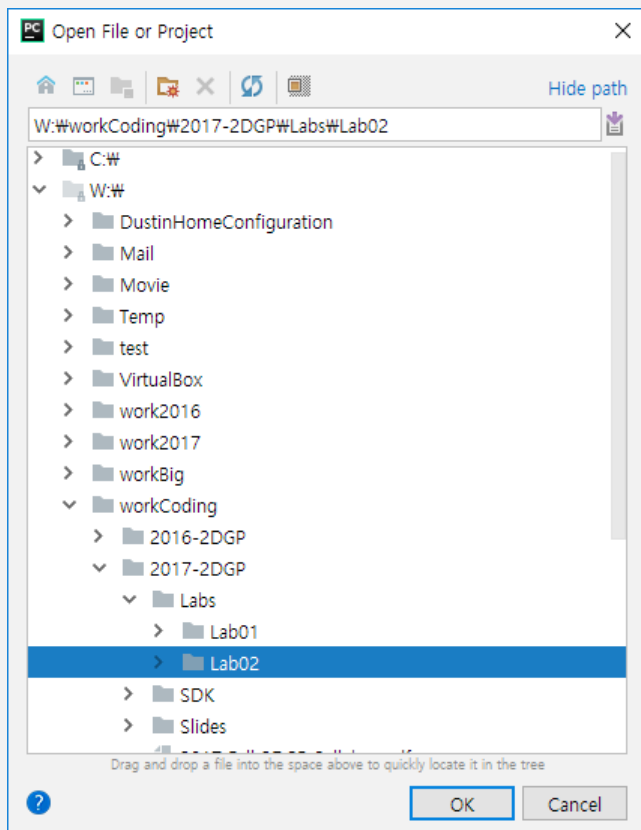 PC Open File or Project
Hide path
W:₩workCoding₩2017-2DGP₩Labs₩Lab02
C:₩
W:₩
DustinHomeConfiguration
Mail
Movie
Temp
test
VirtualBox
work2016
work2017
workBig
workCoding
2016-2DGP
2017-2DGP
Labs
Lab01
Lab02
SDK
Slides
Drag and drop a file into the space above to quickly locate it in the tree
? OK Cancel